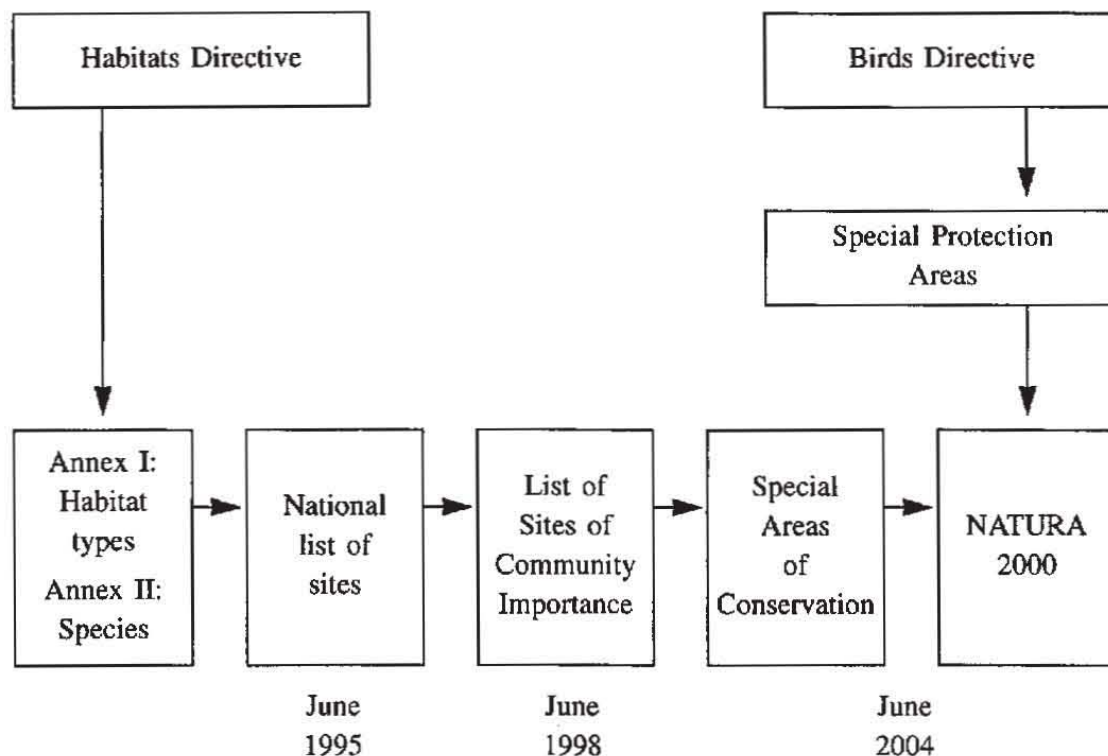 Habitats Directive
Birds Directive
Special Protection
Areas
Annex I:
Habitat
types
Annex II:
Species
National
list of
sites
List of
Sites of
Community
Importance
Special
Areas
of
Conservation
NATURA
2000
June
1995
June
1998
June
2004